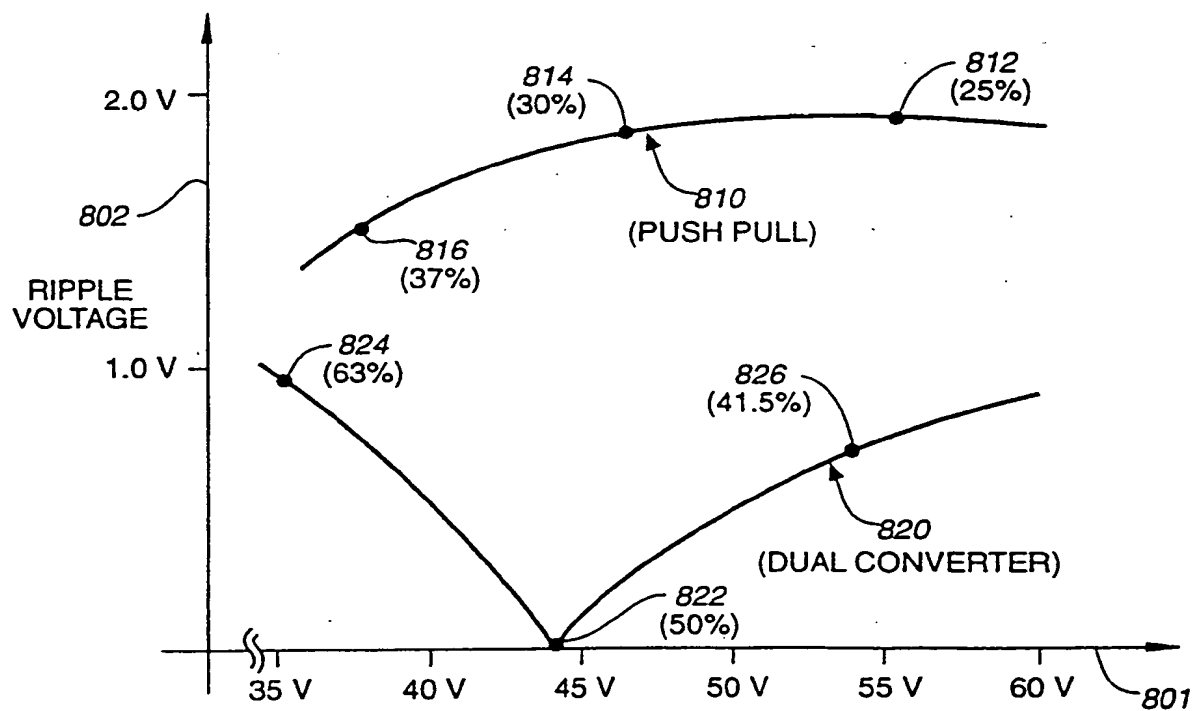 814
(30%)
812
(25%)
2.0 V
802
810
(PUSH PULL)
816
(37%)
RIPPLE
VOLTAGE
1.0 V
824
(63%)
826
(41.5%)
820
(DUAL CONVERTER)
822
(50%)
35 V
40 V
45 V
50 V
55 V
60 V
801